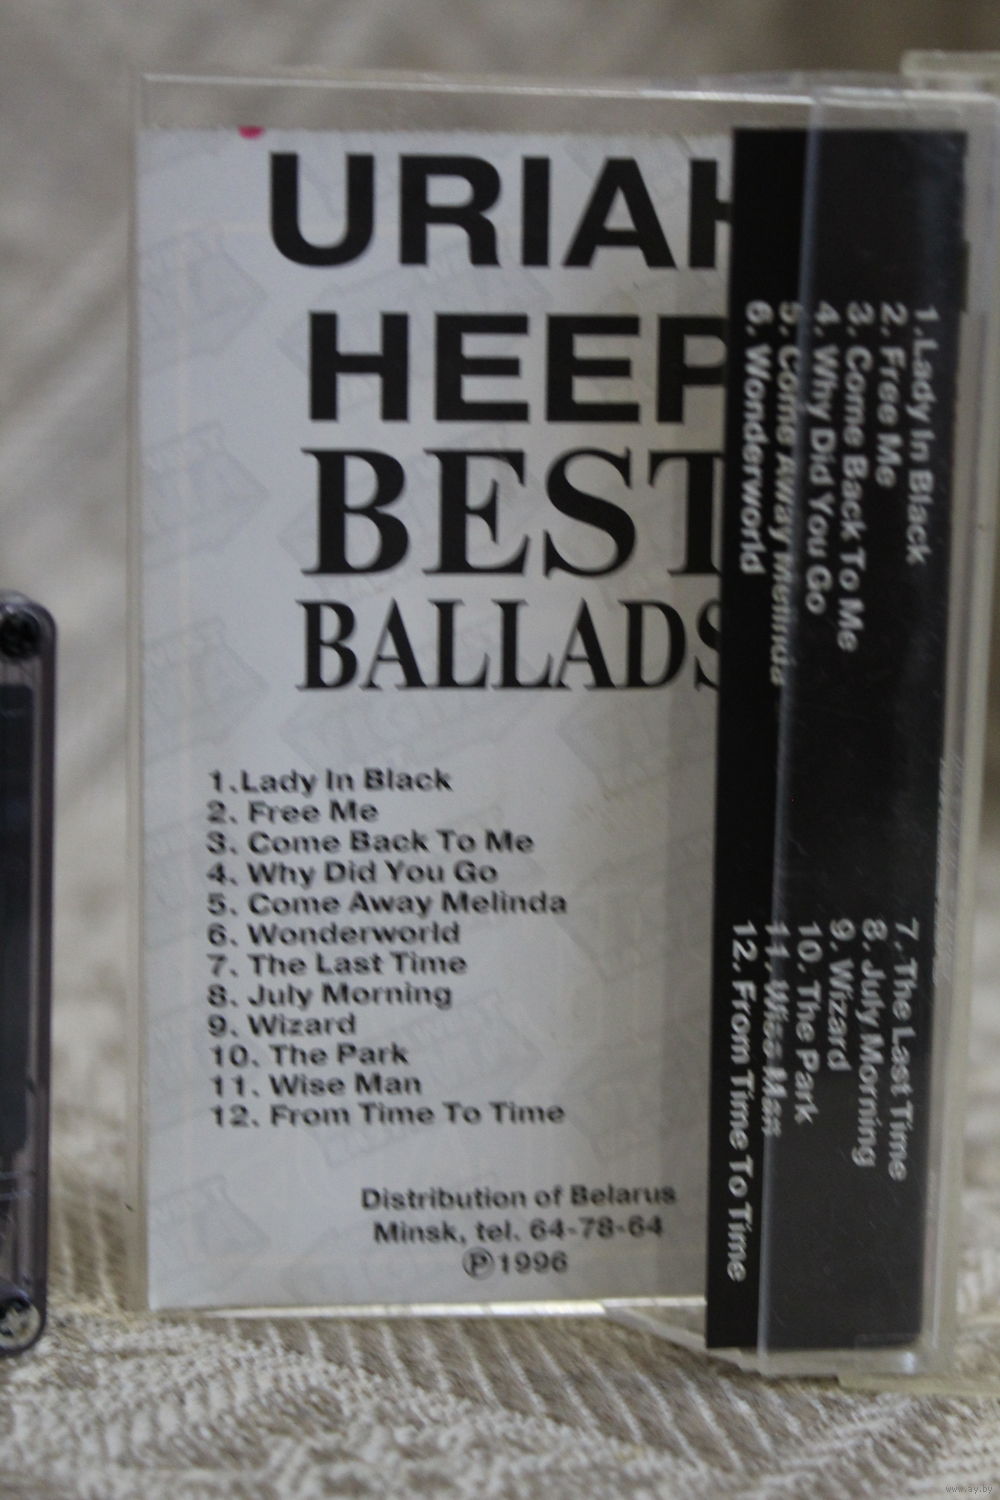 URIAH
HEEP
BEST
BALLADS
1.Lady In Black
2. Free Me
3. Come Back To Me
4. Why Did You Go
5. Come Away Melinda
6. Wonderworld
7. The Last Time
8. July Morning
9. Wizard
10. The Park
11. Wise Man
12. From Time To Time
Distribution of Belarus
Minsk, tel. 64-78-64
Ⓟ1996
1.Lady In Black
2. Free Me
3. Come Back To Me
4. Why Did You Go
5. Come Away Melinda
6. Wonderworld
7. The Last Time
8. July Morning
9. Wizard
10. The Park
11. Wise Man
12. From Time To Time
www.ay.by